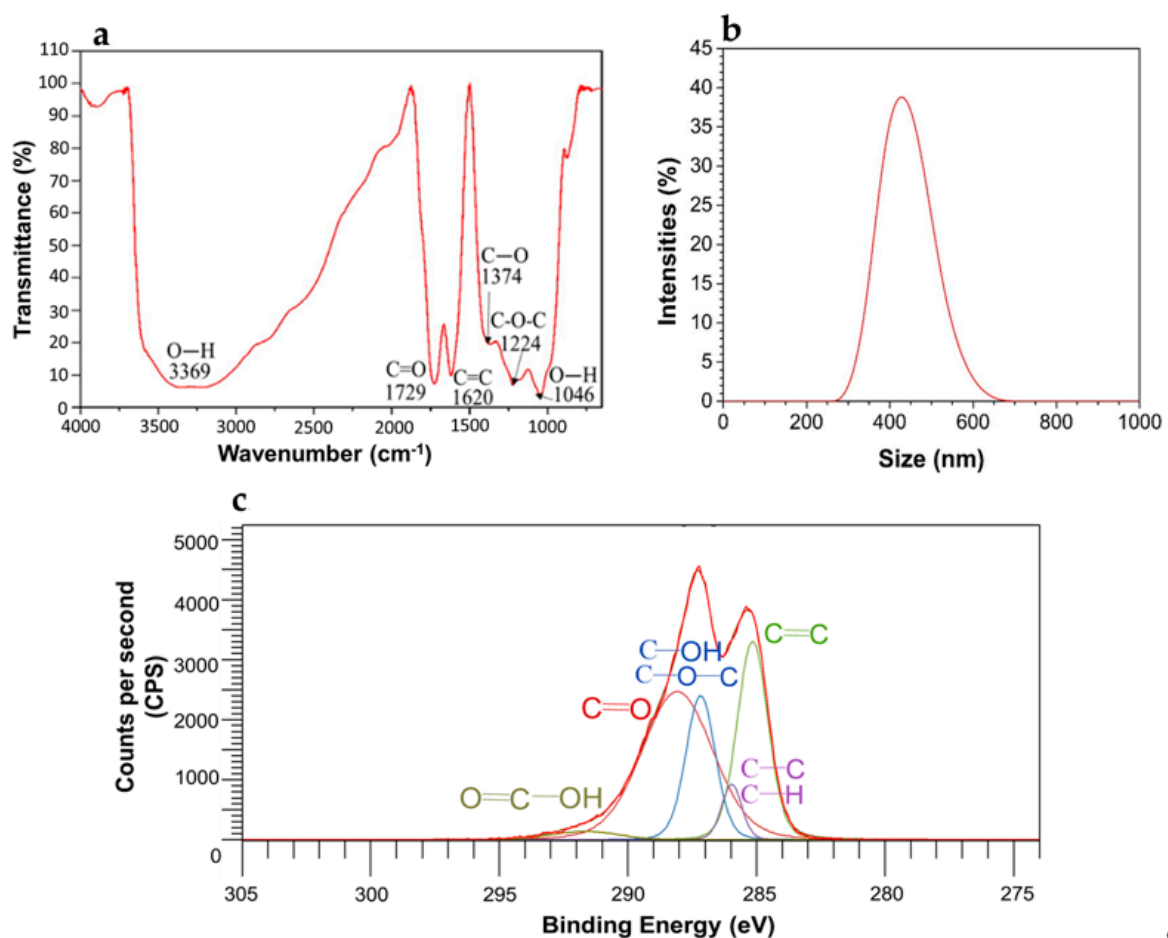 a
110
100
90
80
70
60
50
40
30
20
10
0
Transmittance (%)
C—O
1374
C-O-C
1224
O—H
3369
C=O
1729
C=C
1620
O—H
1046
4000 3500 3000 2500 2000 1500 1000
Wavenumber (cm⁻¹)
b
45
40
35
30
25
20
15
10
5
0
Intensities (%)
0 200 400 600 800 1000
Size (nm)
c
5000
4000
3000
2000
1000
0
Counts per second
(CPS)
C=C
C—OH
C—O—C
C=O
C—C
C—H
O=C—OH
305 300 295 290 285 280 275
Binding Energy (eV)